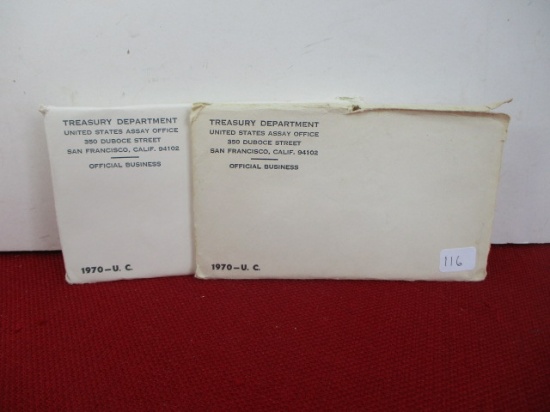 TREASURY DEPARTMENT
UNITED STATES ASSAY OFFICE
350 DUBOCE STREET
SAN FRANCISCO, CALIF. 94102
OFFICIAL BUSINESS
1970-U. C.
TREASURY DEPARTMENT
UNITED STATES ASSAY OFFICE
350 DUBOCE STREET
SAN FRANCISCO, CALIF. 94102
OFFICIAL BUSINESS
1970-U. C.
116